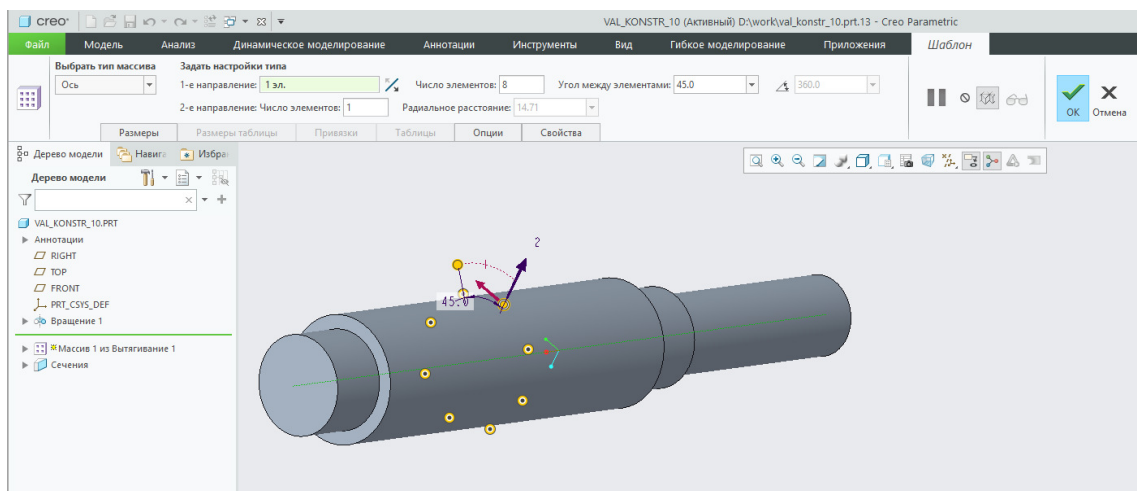 creo
VAL_KONSTR_10 (Активный) D:\work\val_konstr_10.prt.13 - Creo Parametric
Файл Модель Анализ Динамическое моделирование Аннотации Инструменты Вид Гибкое моделирование Приложения Шаблон
Выбрать тип массива Задать настройки типа
Ось 1-е направление: 1 эл. Число элементов: 8 Угол между элементами: 45.0 360.0
2-е направление: Число элементов: 1 Радиальное расстояние: 14.71
OK Отмена
Размеры Размеры таблицы Привязки Таблицы Опции Свойства
Дерево модели Навига Избра
Дерево модели
VAL_KONSTR_10.PRT
Аннотации
RIGHT
TOP
FRONT
PRT_CSYS_DEF
Вращение 1
Массив 1 из Вытягивание 1
Сечения
2
45.0